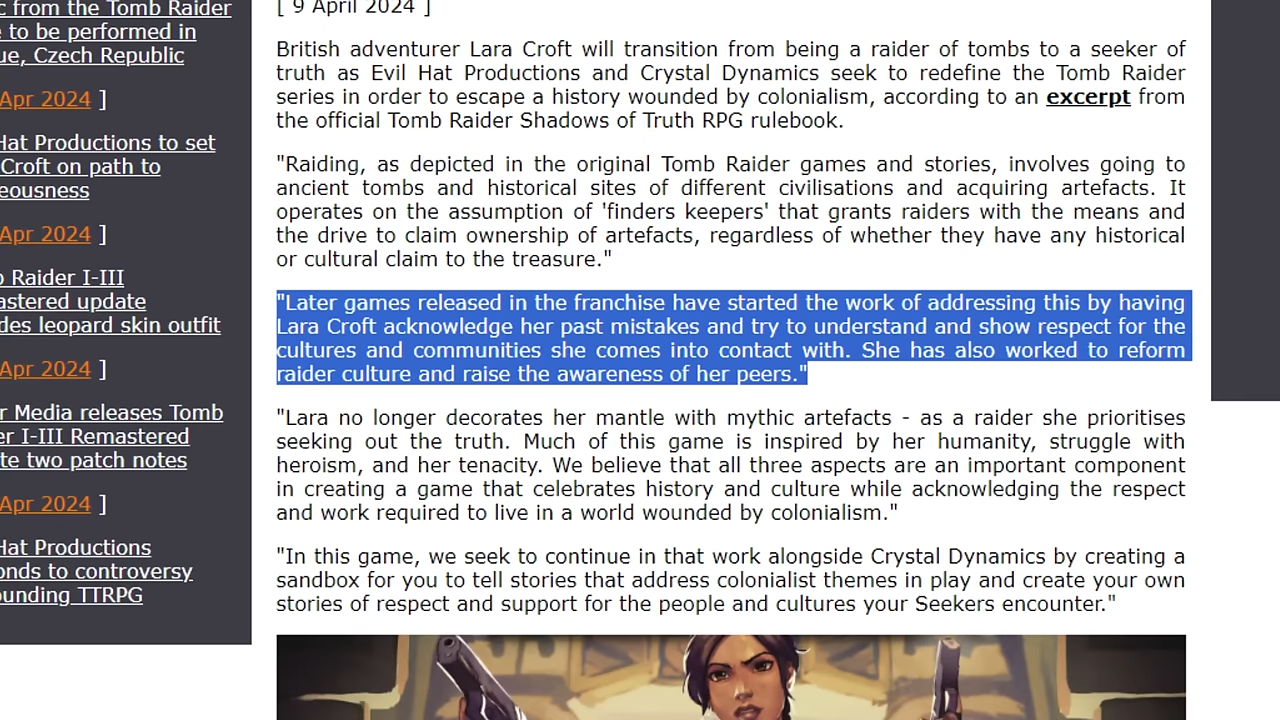 c from the Tomb Raider
e to be performed in
ue, Czech Republic
Apr 2024 ]
Hat Productions to set
Croft on path to
eousness
Apr 2024 ]
b Raider I-III
astered update
des leopard skin outfit
Apr 2024 ]
r Media releases Tomb
er I-III Remastered
te two patch notes
Apr 2024 ]
Hat Productions
onds to controversy
ounding TTRPG
[ 9 April 2024 ]
British adventurer Lara Croft will transition from being a raider of tombs to a seeker of
truth as Evil Hat Productions and Crystal Dynamics seek to redefine the Tomb Raider
series in order to escape a history wounded by colonialism, according to an excerpt from
the official Tomb Raider Shadows of Truth RPG rulebook.
"Raiding, as depicted in the original Tomb Raider games and stories, involves going to
ancient tombs and historical sites of different civilisations and acquiring artefacts. It
operates on the assumption of 'finders keepers' that grants raiders with the means and
the drive to claim ownership of artefacts, regardless of whether they have any historical
or cultural claim to the treasure."
"Later games released in the franchise have started the work of addressing this by having
Lara Croft acknowledge her past mistakes and try to understand and show respect for the
cultures and communities she comes into contact with. She has also worked to reform
raider culture and raise the awareness of her peers."
"Lara no longer decorates her mantle with mythic artefacts - as a raider she prioritises
seeking out the truth. Much of this game is inspired by her humanity, struggle with
heroism, and her tenacity. We believe that all three aspects are an important component
in creating a game that celebrates history and culture while acknowledging the respect
and work required to live in a world wounded by colonialism."
"In this game, we seek to continue in that work alongside Crystal Dynamics by creating a
sandbox for you to tell stories that address colonialist themes in play and create your own
stories of respect and support for the people and cultures your Seekers encounter."